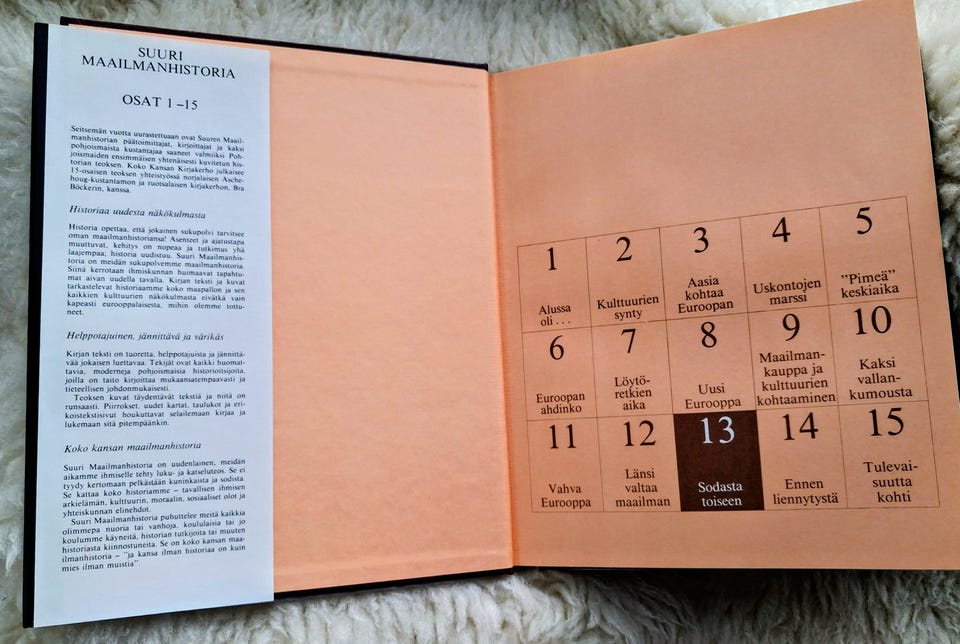 SUURI
MAAILMANHISTORIA
OSAT 1–15
Seitsemän vuotta uurastettuaan ovat Suuren Maail-
manhistorian päätoimittajat, kirjoittajat ja kaksi
pohjoismaista kustantajaa saaneet valmiiksi Poh-
joismaiden ensimmäisen yhtenäisesti kuvitetun his-
torian teoksen. Koko Kansan Kirjakerho julkaisee
15-osaisen teoksen yhteistyössä norjalaisen Asche-
houg-kustantamon ja ruotsalaisen kirjakerhon, Bra
Böckerin, kanssa.
Historiaa uudesta näkökulmasta
Historia opettaa, että jokainen sukupolvi tarvitsee
oman maailmanhistoriansa! Asenteet ja ajatustapa
muuttuvat, kehitys on nopeaa ja tutkimus yhä
laajempaa; historia uudistuu. Suuri Maailmanhis-
toria on meidän sukupolvemme maailmanhistoria.
Siinä kerrotaan ihmiskunnan huimaavat tapahtu-
mat aivan uudella tavalla. Kirjan teksti ja kuvat
tarkastelevat historiaamme koko maapallon ja sen
kaikkien kulttuurien näkökulmasta eivätkä vain
kapeasti eurooppalaisesta, mihin olemme tottu-
neet.
Helppotajuinen, jännittävä ja värikäs
Kirjan teksti on tuoretta, helppotajuista ja jännittä-
vää jokaisen luettavaa. Tekijät ovat kaikki huomat-
tavia, moderneja pohjoismaisia historioitsijoita,
joilla on taito kirjoittaa mukaansatempaavasti ja
tieteellisen johdonmukaisesti.
Teoksen kuvat täydentävät tekstiä ja niitä on
runsaasti. Piirrokset, uudet kartat, taulukot ja eri-
koistekstisivut houkuttavat selailemaan kirjaa ja
lukemaan sitä pitempäänkin.
Koko kansan maailmanhistoria
Suuri Maailmanhistoria on uudenlainen, meidän
aikamme ihmiselle tehty luku- ja katseluteos. Se ei
tyydy kertomaan pelkästään kuninkaista ja sodista.
Se kattaa koko historiamme – tavallisen ihmisen
arkielämän, kulttuurin, moraalin, sosiaaliset olot ja
yhteiskunnan elinehdot.
Suuri Maailmanhistoria puhuttelee meitä kaikkia
olimmepa nuoria tai vanhoja, koululaisia tai jo
koulumme käyneitä, historian tutkijoita tai muuten
historiasta kiinnostuneita. Se on koko kansan maa-
ilmanhistoria – "ja kansa ilman historiaa on kuin
mies ilman muistia"
1
Alussa
oli . . .
2
Kulttuurien
synty
3
Aasia
kohtaa
Euroopan
4
Uskontojen
marssi
5
"Pimeä"
keskiaika
6
Euroopan
ahdinko
7
Löytö-
retkien
aika
8
Uusi
Eurooppa
9
Maailman-
kauppa ja
kulttuurien
kohtaaminen
10
Kaksi
vallan-
kumousta
11
Vahva
Eurooppa
12
Länsi
valtaa
maailman
13
Sodasta
toiseen
14
Ennen
liennytystä
15
Tulevai-
suutta
kohti